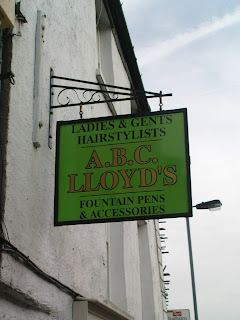 LADIES & GENTS
HAIRSTYLISTS
A.B.C.
LLOYD'S
FOUNTAIN PENS
& ACCESSORIES